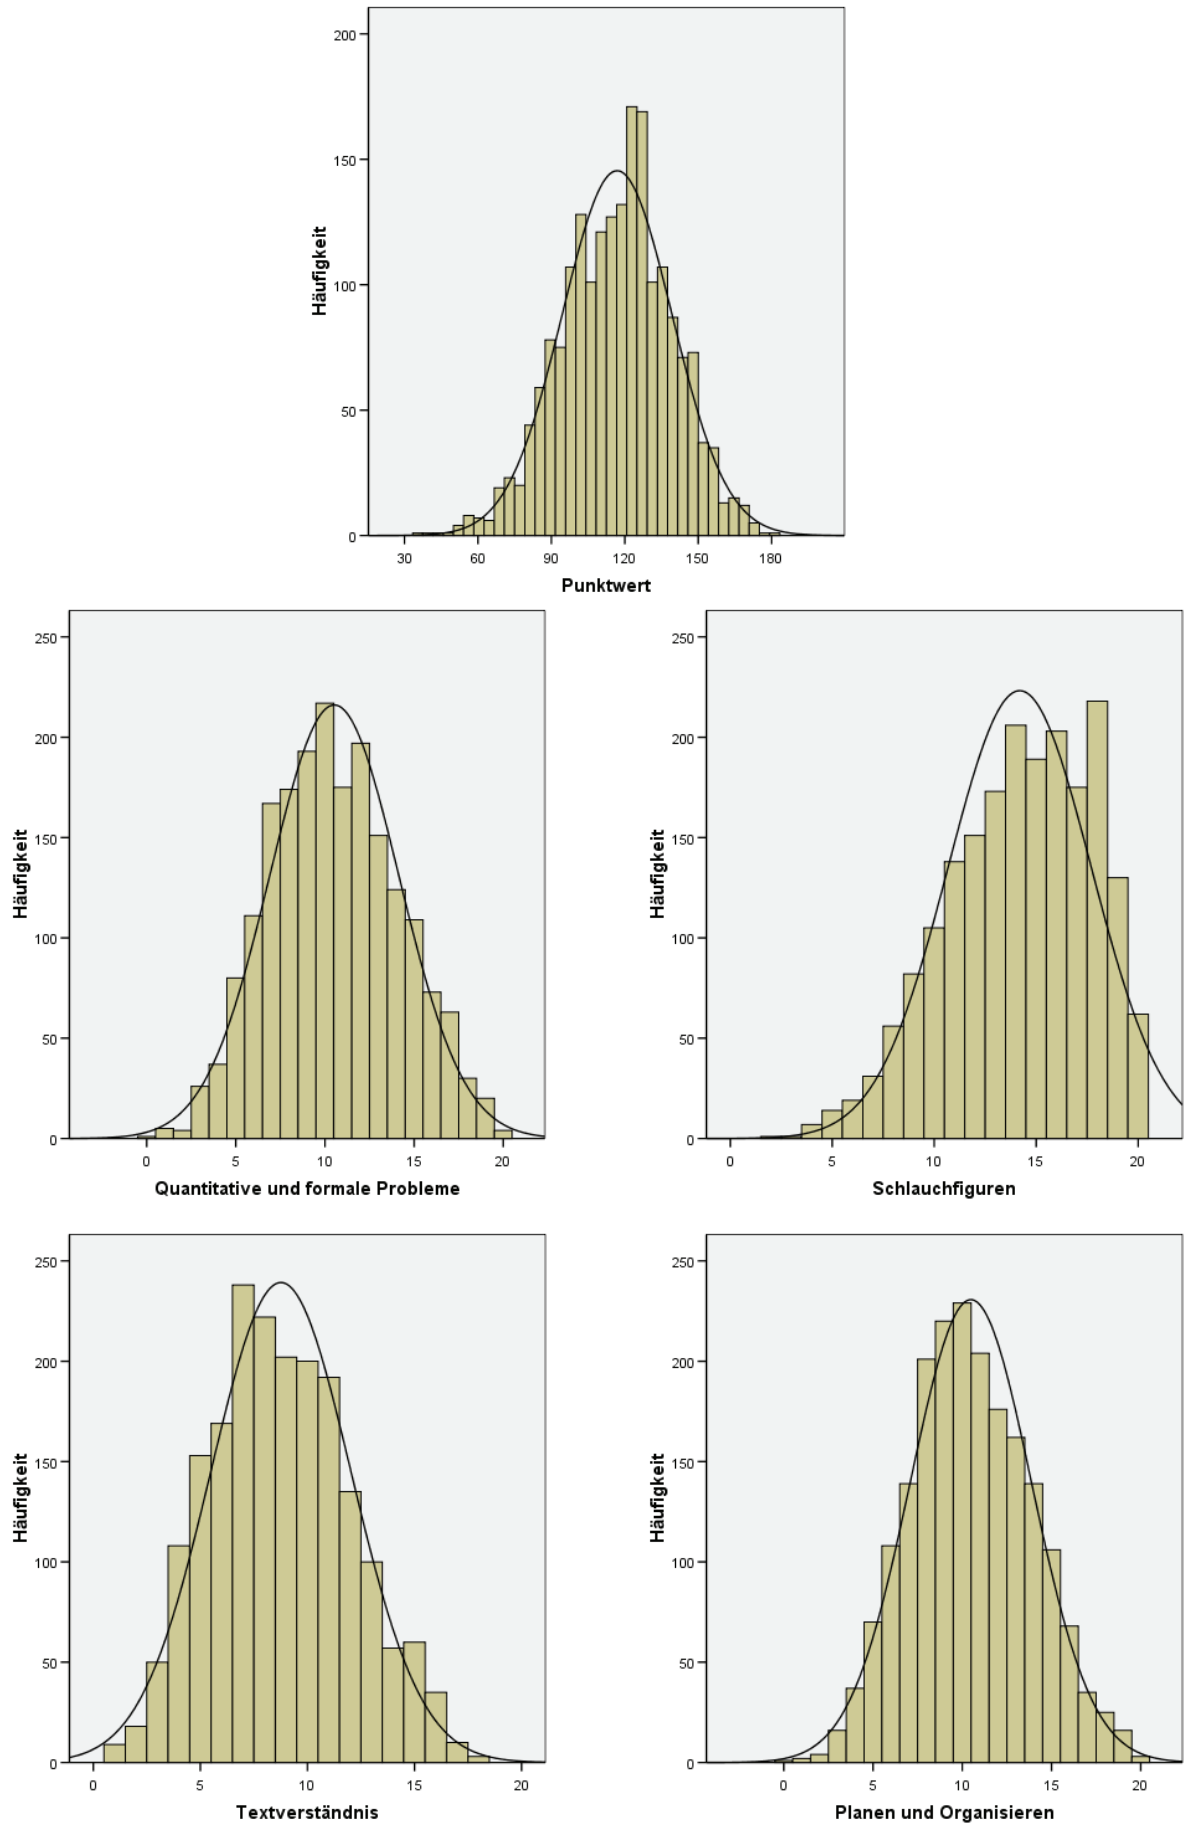 200
150
100
50
0
Häufigkeit
30 60 90 120 150 180
Punktwert
250
200
150
100
50
0
Häufigkeit
0 5 10 15 20
Quantitative und formale Probleme
250
200
150
100
50
0
Häufigkeit
0 5 10 15 20
Schlauchfiguren
250
200
150
100
50
0
Häufigkeit
0 5 10 15 20
Textverständnis
250
200
150
100
50
0
Häufigkeit
0 5 10 15 20
Planen und Organisieren